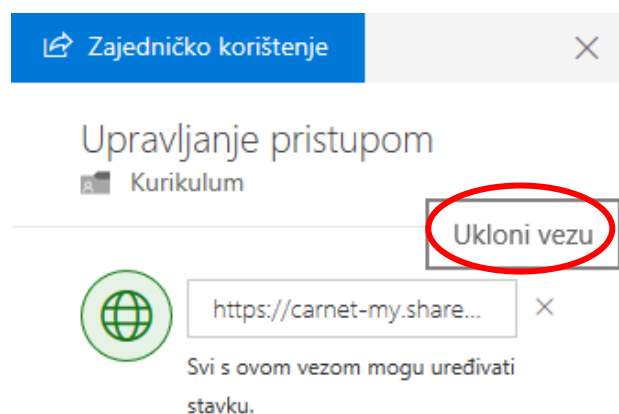 Zajedničko korištenje
Upravljanje pristupom
Kurikulum
Ukloni vezu
https://carnet-my.share...
Svi s ovom vezom mogu uređivati
stavku.